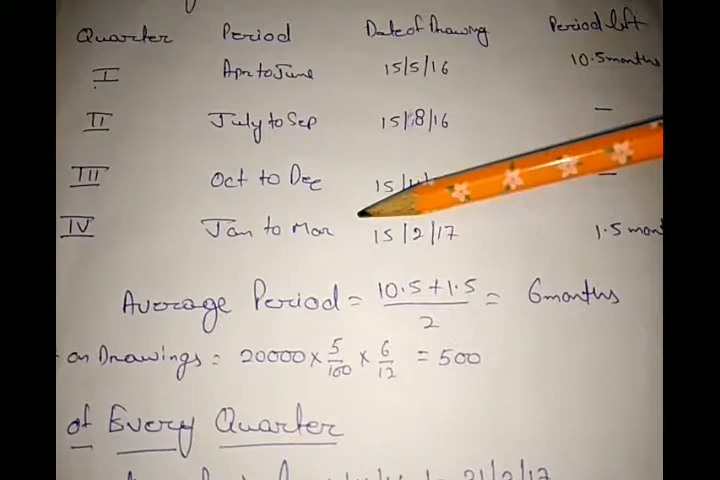 Quarter Period Date of Drawing Period left
I Apr to June 15/5/16 10.5 months
II July to Sep 15/8/16 —
III Oct to Dec 15/11/ —
IV Jan to Mar 15/2/17 1.5 mon
Average Period = 10.5 + 1.5 / 2 = 6 months
on Drawings = 20000 × 5/100 × 6/12 = 500
of Every Quarter